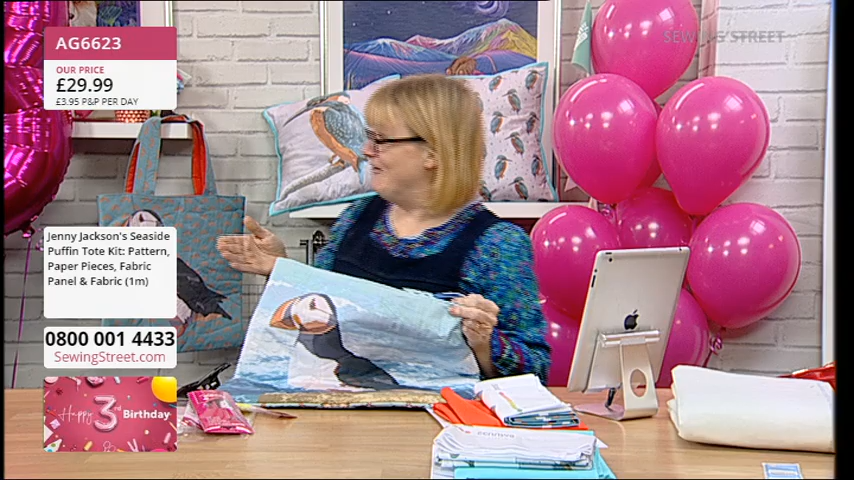 AG6623
OUR PRICE
£29.99
£3.95 P&P PER DAY
SEWING STREET
Jenny Jackson's Seaside
Puffin Tote Kit: Pattern,
Paper Pieces, Fabric
Panel & Fabric (1m)
0800 001 4433
SewingStreet.com
Happy 3rd Birthday